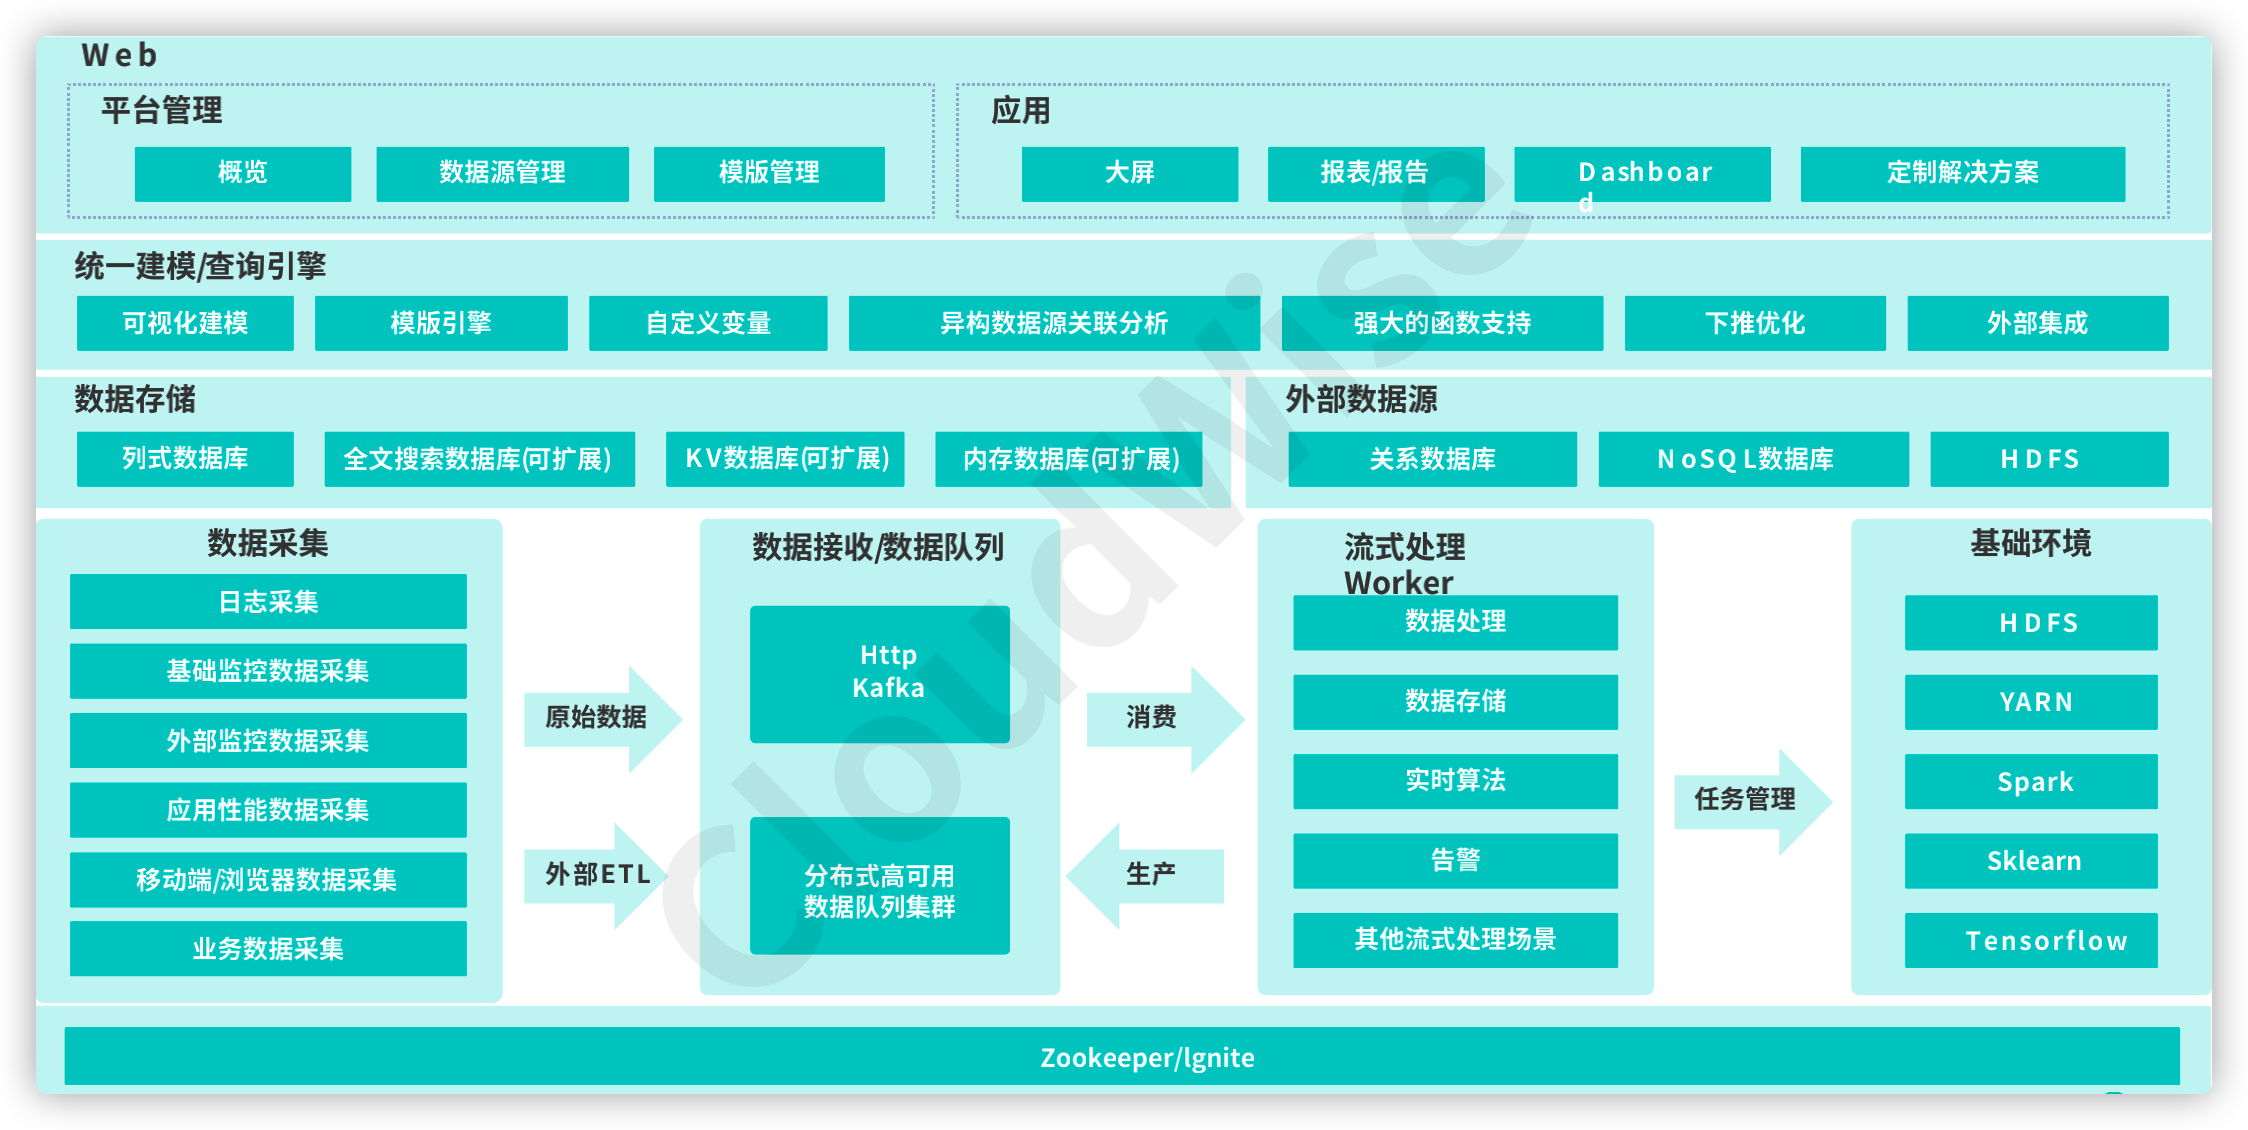 Web
平台管理
概览
数据源管理
模版管理
应用
大屏
报表/报告
Dashboar
d
定制解决方案
统一建模/查询引擎
可视化建模
模版引擎
自定义变量
异构数据源关联分析
强大的函数支持
下推优化
外部集成
数据存储
列式数据库
全文搜索数据库(可扩展)
KV数据库(可扩展)
内存数据库(可扩展)
外部数据源
关系数据库
NoSQL数据库
HDFS
数据采集
日志采集
基础监控数据采集
外部监控数据采集
应用性能数据采集
移动端/浏览器数据采集
业务数据采集
原始数据
外部ETL
数据接收/数据队列
Http
Kafka
分布式高可用
数据队列集群
消费
生产
流式处理
Worker
数据处理
数据存储
实时算法
告警
其他流式处理场景
任务管理
基础环境
HDFS
YARN
Spark
Sklearn
Tensorflow
Zookeeper/lgnite
CloudWise